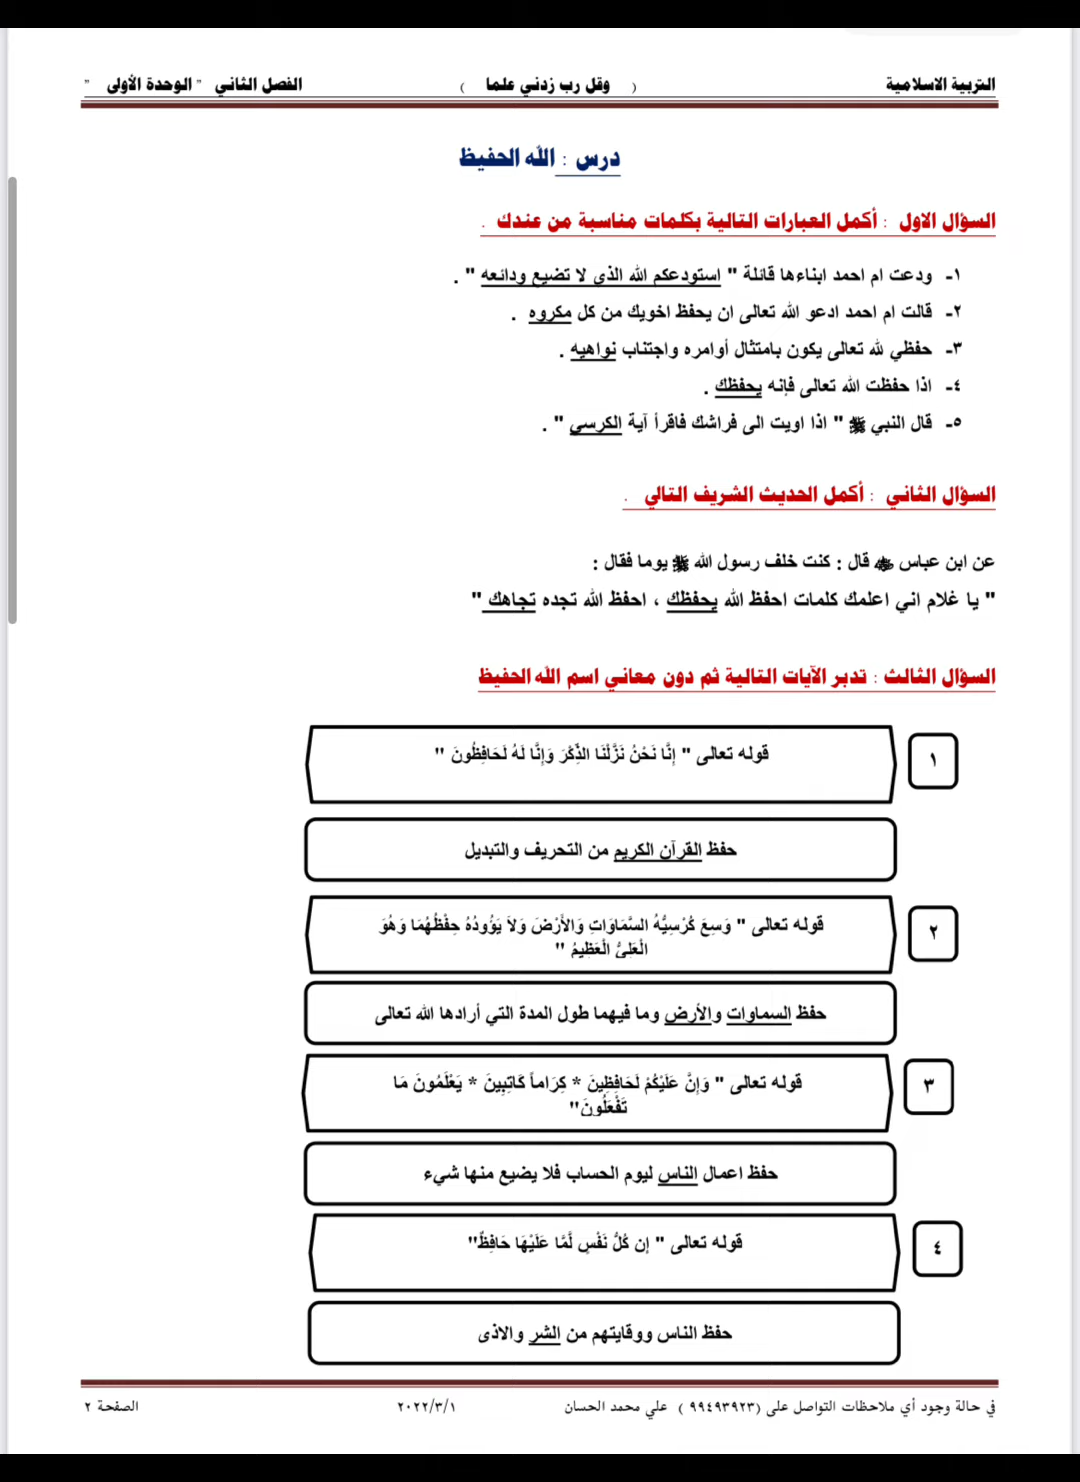 التربية الاسلامية ( وقل رب زدني علما ) الفصل الثاني " الوحدة الأولى "
درس : الله الحفيظ
السؤال الاول : أكمل العبارات التالية بكلمات مناسبة من عندك .
١- ودعت ام احمد ابناءها قائلة " استودعكم الله الذي لا تضيع ودائعه " .
٢- قالت ام احمد ادعو الله تعالى ان يحفظ اخويك من كل مكروه .
٣- حفظي لله تعالى يكون بامتثال أوامره واجتناب نواهيه .
٤- اذا حفظت الله تعالى فإنه يحفظك .
٥- قال النبي ﷺ " اذا اويت الى فراشك فاقرأ آية الكرسي " .
السؤال الثاني : أكمل الحديث الشريف التالي .
عن ابن عباس قال : كنت خلف رسول الله ﷺ يوما فقال :
" يا غلام اني اعلمك كلمات احفظ الله يحفظك ، احفظ الله تجده تجاهك "
السؤال الثالث : تدبر الآيات التالية ثم دون معاني اسم الله الحفيظ
١
قوله تعالى " إِنَّا نَحْنُ نَزَّلْنَا الذِّكْرَ وَإِنَّا لَهُ لَحَافِظُونَ "
حفظ القرآن الكريم من التحريف والتبديل
٢
قوله تعالى " وَسِعَ كُرْسِيُّهُ السَّمَاوَاتِ وَالأَرْضَ وَلاَ يَؤُودُهُ حِفْظُهُمَا وَهُوَ
الْعَلِيُّ الْعَظِيمُ "
حفظ السماوات والأرض وما فيهما طول المدة التي أرادها الله تعالى
٣
قوله تعالى " وَإِنَّ عَلَيْكُمْ لَحَافِظِينَ * كِرَاماً كَاتِبِينَ * يَعْلَمُونَ مَا
تَفْعَلُونَ"
حفظ اعمال الناس ليوم الحساب فلا يضيع منها شيء
٤
قوله تعالى " إِن كُلُّ نَفْسٍ لَّمَّا عَلَيْهَا حَافِظٌ"
حفظ الناس ووقايتهم من الشر والاذى
في حالة وجود أي ملاحظات التواصل على (٩٩٤٩٣٩٢٣ ) علي محمد الحسان ٢٠٢٢/٣/١ الصفحة ٢